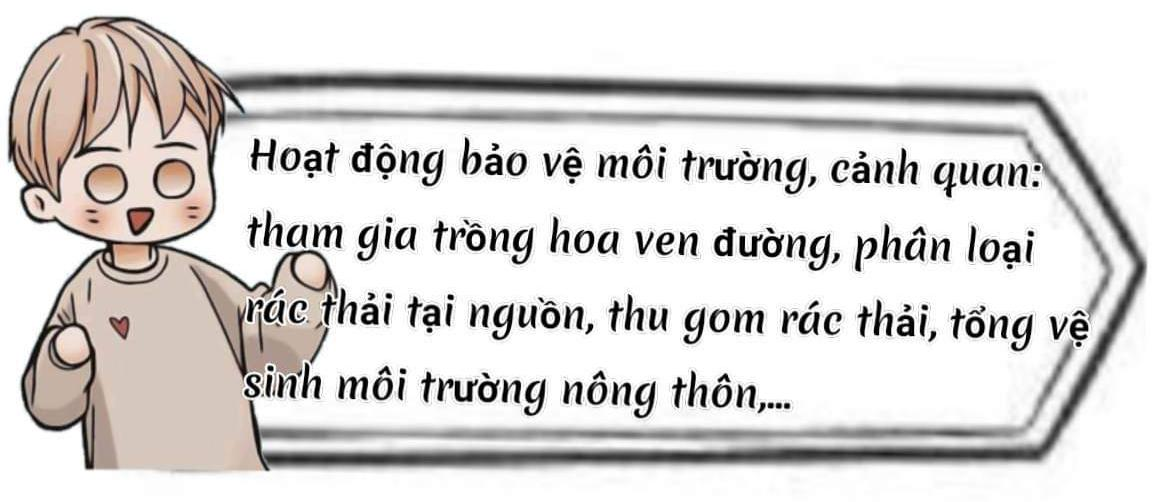 Hoạt động bảo vệ môi trường, cảnh quan:
tham gia trồng hoa ven đường, phân loại
rác thải tại nguồn, thu gom rác thải, tổng vệ
sinh môi trường nông thôn,...